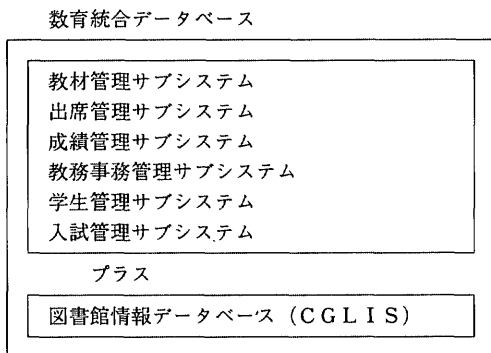 数育統合データベース
教材管理サブシステム
出席管理サブシステム
成績管理サブシステム
教務事務管理サブシステム
学生管理サブシステム
入試管理サブシステム
プラス
図書館情報データベース (CGLIS)